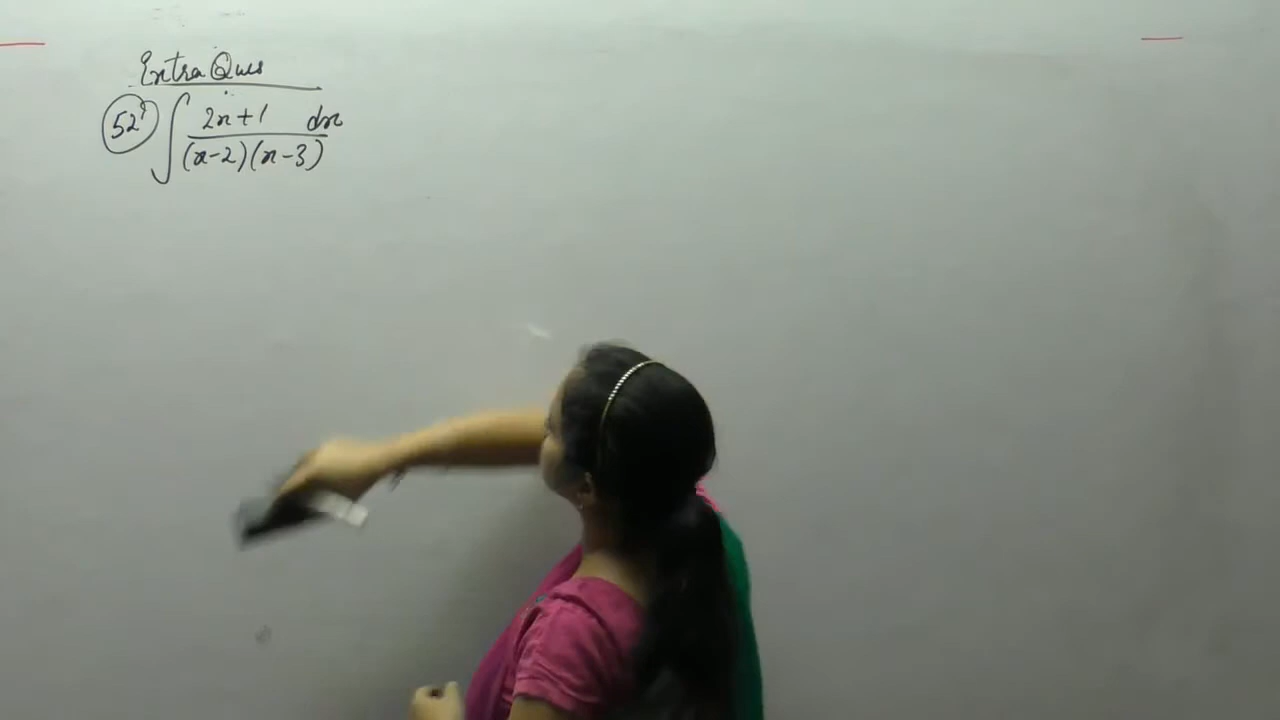 Extra Ques
52 ∫ 2x+1 dx
(x-2)(x-3)